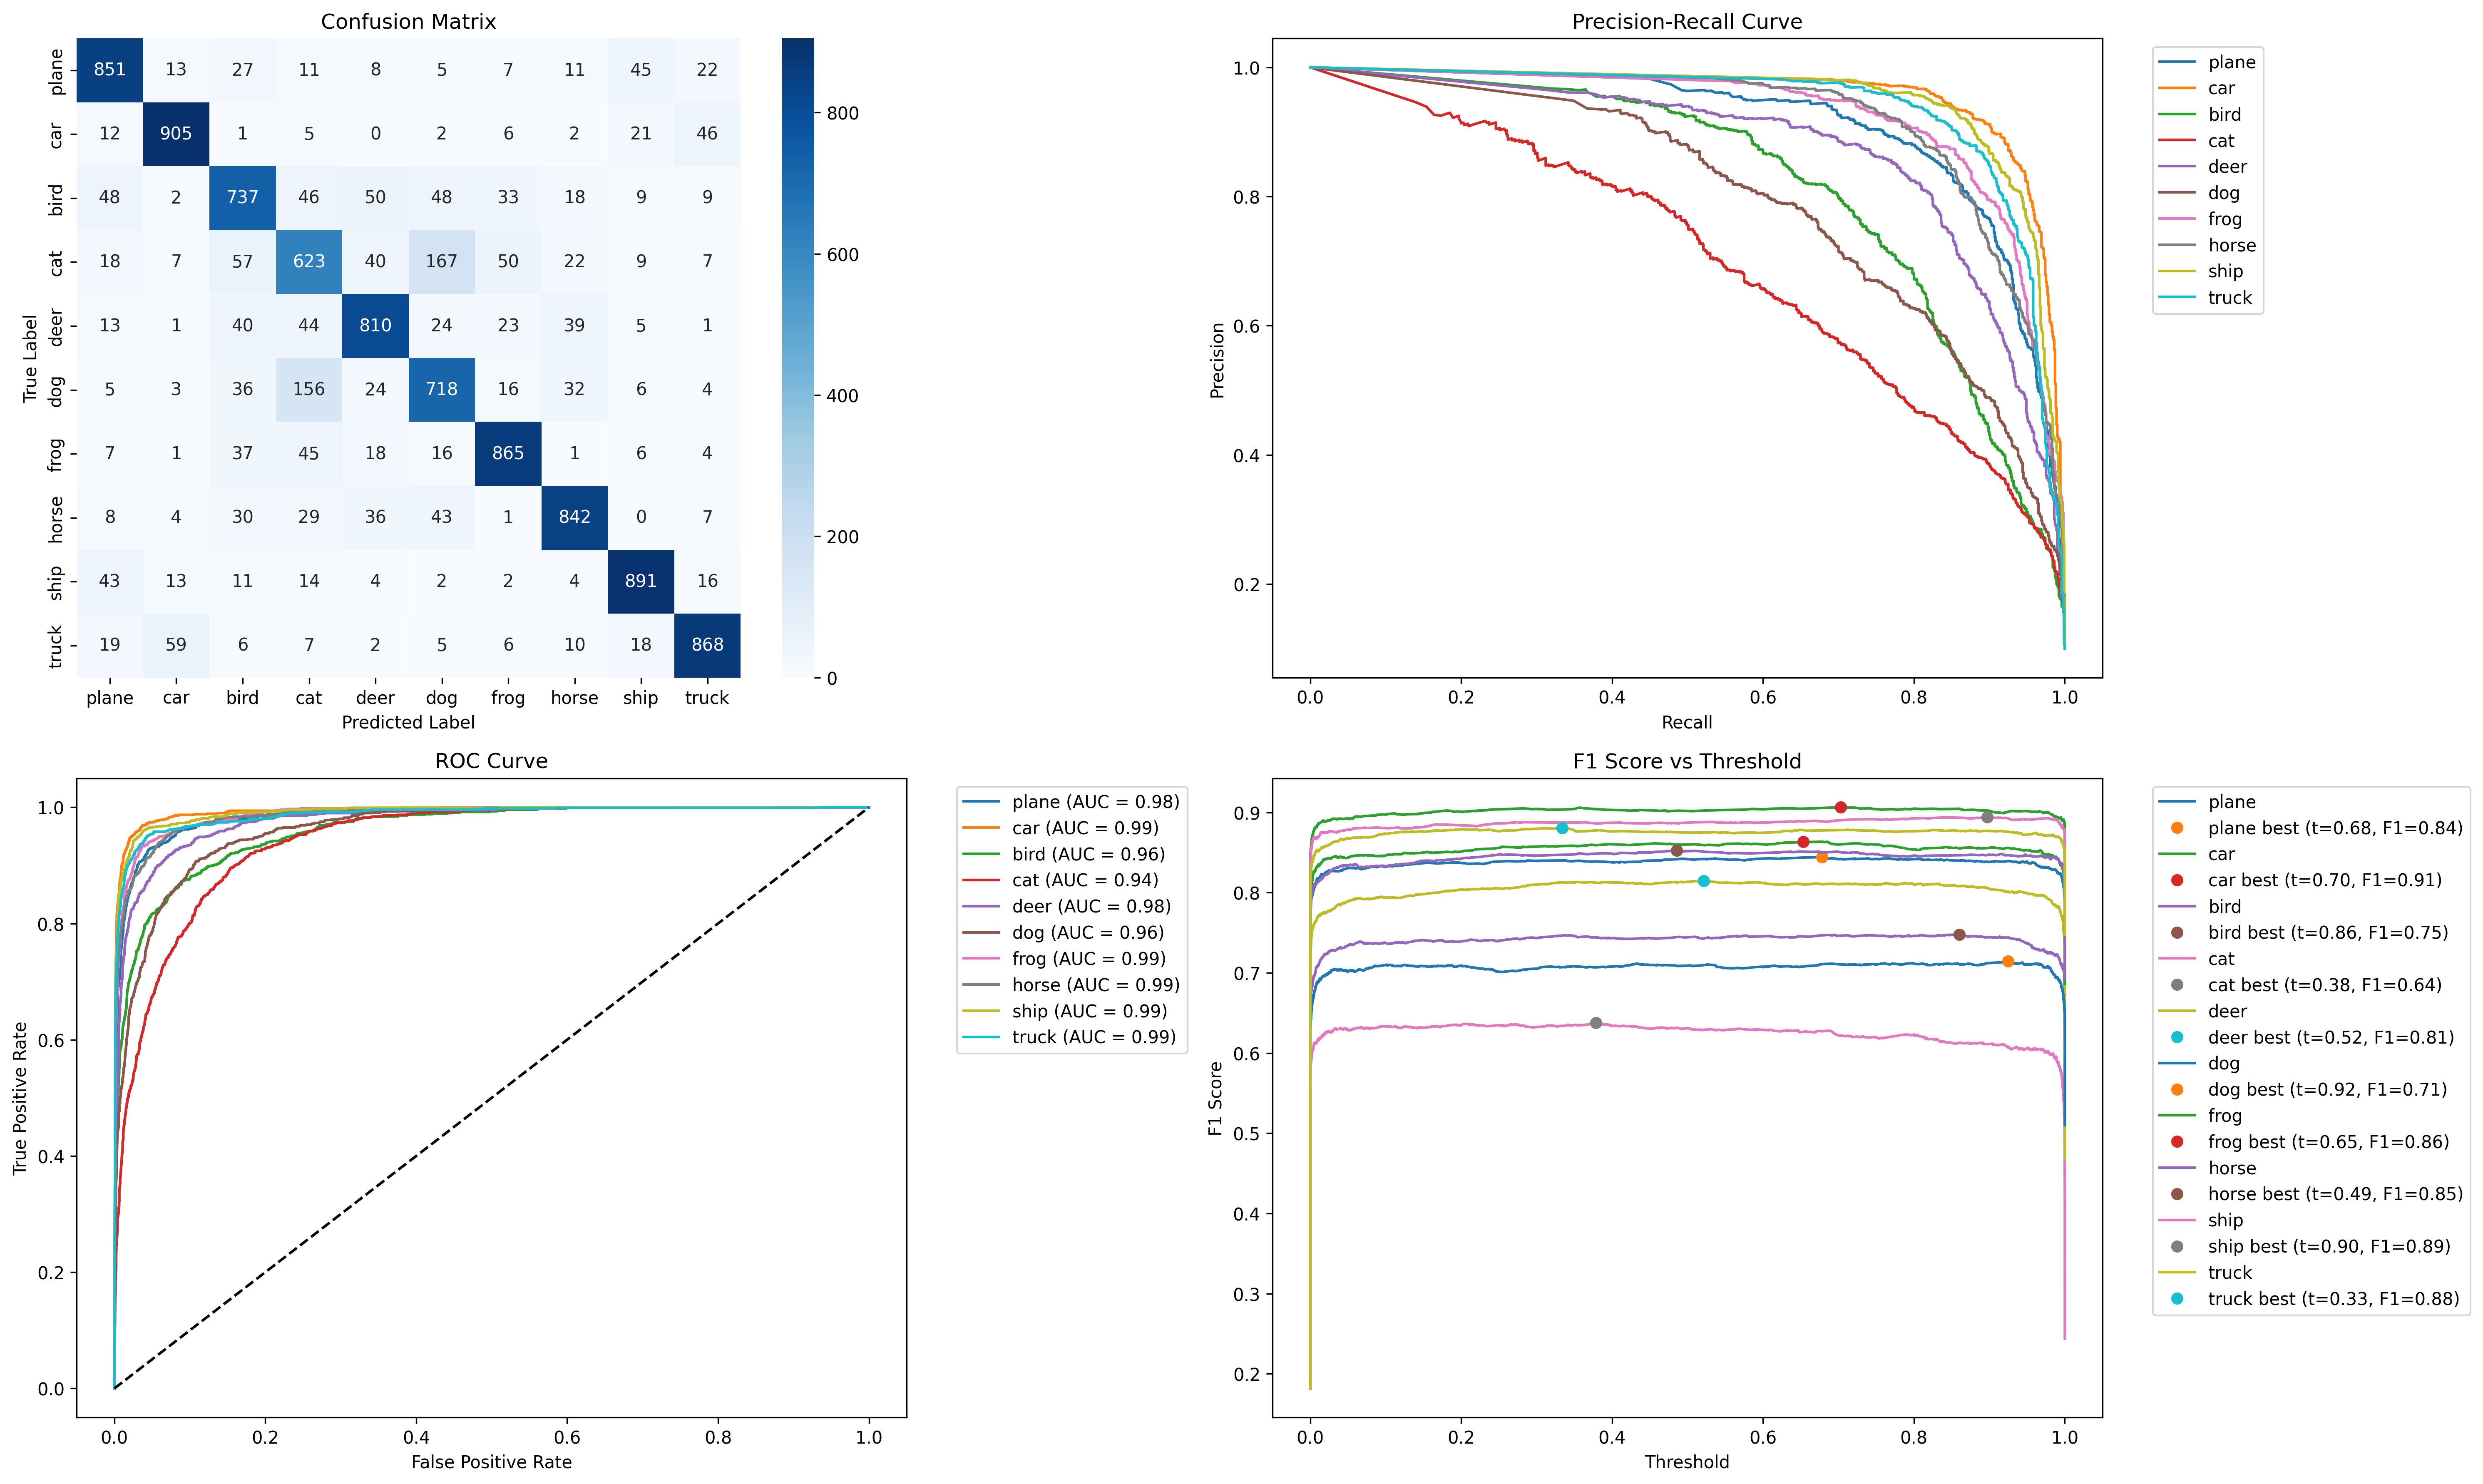 Confusion Matrix
True Label
plane 851 13 27 11 8 5 7 11 45 22
car 12 905 1 5 0 2 6 2 21 46
bird 48 2 737 46 50 48 33 18 9 9
cat 18 7 57 623 40 167 50 22 9 7
deer 13 1 40 44 810 24 23 39 5 1
dog 5 3 36 156 24 718 16 32 6 4
frog 7 1 37 45 18 16 865 1 6 4
horse 8 4 30 29 36 43 1 842 0 7
ship 43 13 11 14 4 2 2 4 891 16
truck 19 59 6 7 2 5 6 10 18 868
plane car bird cat deer dog frog horse ship truck
Predicted Label
800
600
400
200
0
Precision-Recall Curve
Precision
1.0
0.8
0.6
0.4
0.2
0.0 0.2 0.4 0.6 0.8 1.0
Recall
plane
car
bird
cat
deer
dog
frog
horse
ship
truck
ROC Curve
True Positive Rate
1.0
0.8
0.6
0.4
0.2
0.0
0.0 0.2 0.4 0.6 0.8 1.0
False Positive Rate
plane (AUC = 0.98)
car (AUC = 0.99)
bird (AUC = 0.96)
cat (AUC = 0.94)
deer (AUC = 0.98)
dog (AUC = 0.96)
frog (AUC = 0.99)
horse (AUC = 0.99)
ship (AUC = 0.99)
truck (AUC = 0.99)
F1 Score vs Threshold
F1 Score
0.9
0.8
0.7
0.6
0.5
0.4
0.3
0.2
0.0 0.2 0.4 0.6 0.8 1.0
Threshold
plane
plane best (t=0.68, F1=0.84)
car
car best (t=0.70, F1=0.91)
bird
bird best (t=0.86, F1=0.75)
cat
cat best (t=0.38, F1=0.64)
deer
deer best (t=0.52, F1=0.81)
dog
dog best (t=0.92, F1=0.71)
frog
frog best (t=0.65, F1=0.86)
horse
horse best (t=0.49, F1=0.85)
ship
ship best (t=0.90, F1=0.89)
truck
truck best (t=0.33, F1=0.88)